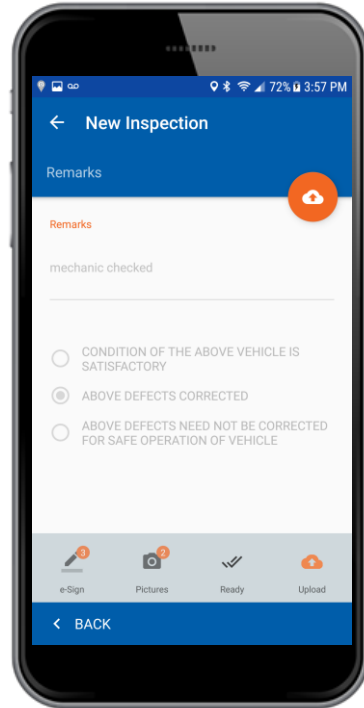 72% 3:57 PM
New Inspection
Remarks
Remarks
mechanic checked
CONDITION OF THE ABOVE VEHICLE IS
SATISFACTORY
ABOVE DEFECTS CORRECTED
ABOVE DEFECTS NEED NOT BE CORRECTED
FOR SAFE OPERATION OF VEHICLE
3 2
e-Sign Pictures Ready Upload
BACK